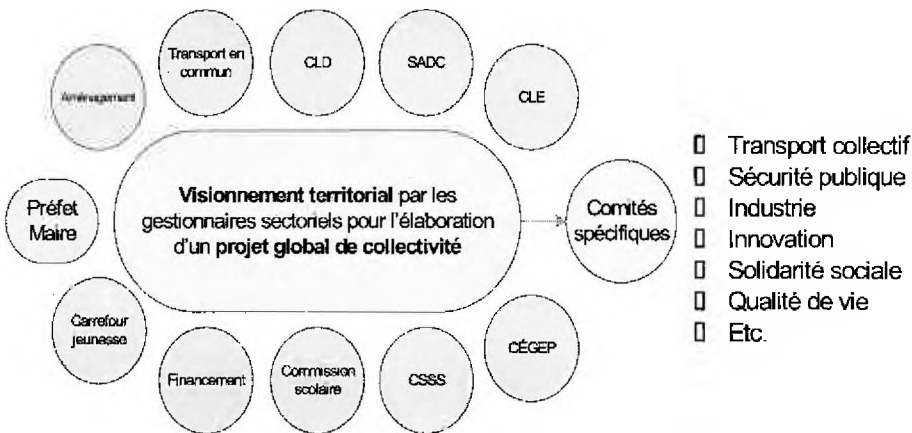 Transport en
commun
CLD
SADC
CLE
Aménagement
Visionnement territorial par les
gestionnaires sectoriels pour l'élaboration
d'un projet global de collectivité
Préfet
Maire
Comités
spécifiques
Carrefour
jeunesse
Financement
Commission
scolaire
CSSS
CÉGEP
Transport collectif
Sécurité publique
Industrie
Innovation
Solidarité sociale
Qualité de vie
Etc.